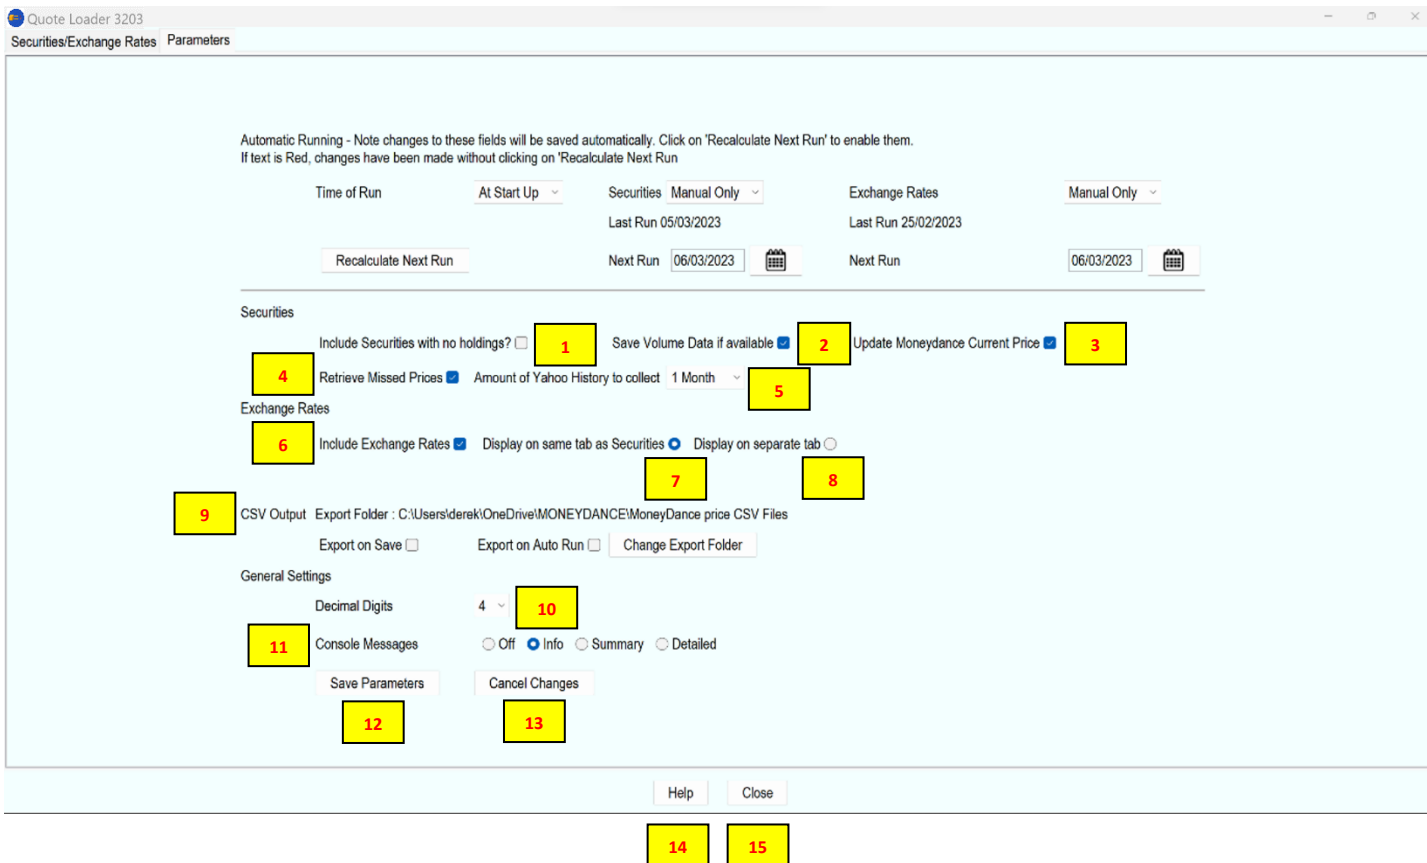 Quote Loader 3203
Securities/Exchange Rates Parameters
Automatic Running - Note changes to these fields will be saved automatically. Click on 'Recalculate Next Run' to enable them.
If text is Red, changes have been made without clicking on 'Recalculate Next Run
Time of Run At Start Up Securities Manual Only Exchange Rates Manual Only
Last Run 05/03/2023 Last Run 25/02/2023
Recalculate Next Run Next Run 06/03/2023 Next Run 06/03/2023
Securities
Include Securities with no holdings? 1 Save Volume Data if available 2 Update Moneydance Current Price 3
4 Retrieve Missed Prices Amount of Yahoo History to collect 1 Month 5
Exchange Rates
6 Include Exchange Rates Display on same tab as Securities Display on separate tab
7 8
9 CSV Output Export Folder : C:\Users\derek\OneDrive\MONEYDANCE\MoneyDance price CSV Files
Export on Save Export on Auto Run Change Export Folder
General Settings
Decimal Digits 4 10
11 Console Messages Off Info Summary Detailed
Save Parameters Cancel Changes
12 13
Help Close
14 15